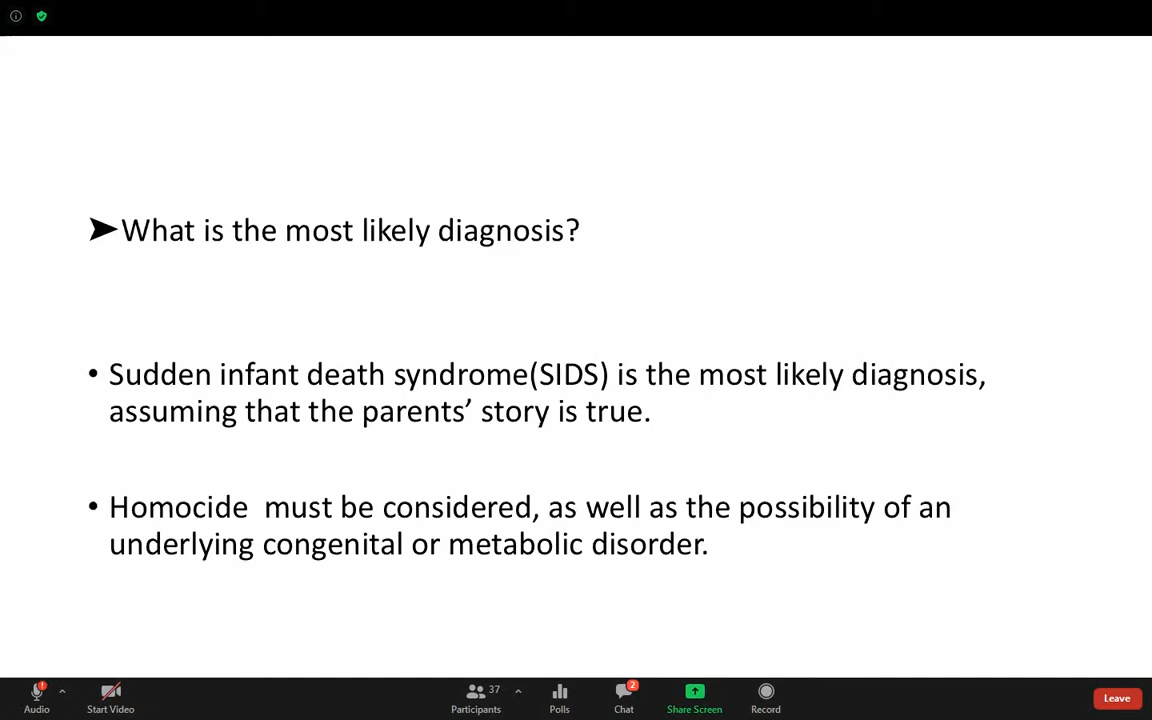 ➤What is the most likely diagnosis?
• Sudden infant death syndrome(SIDS) is the most likely diagnosis,
assuming that the parents’ story is true.
• Homocide  must be considered, as well as the possibility of an
underlying congenital or metabolic disorder.
37
2
Audio
Start Video
Participants
Polls
Chat
Share Screen
Record
Leave